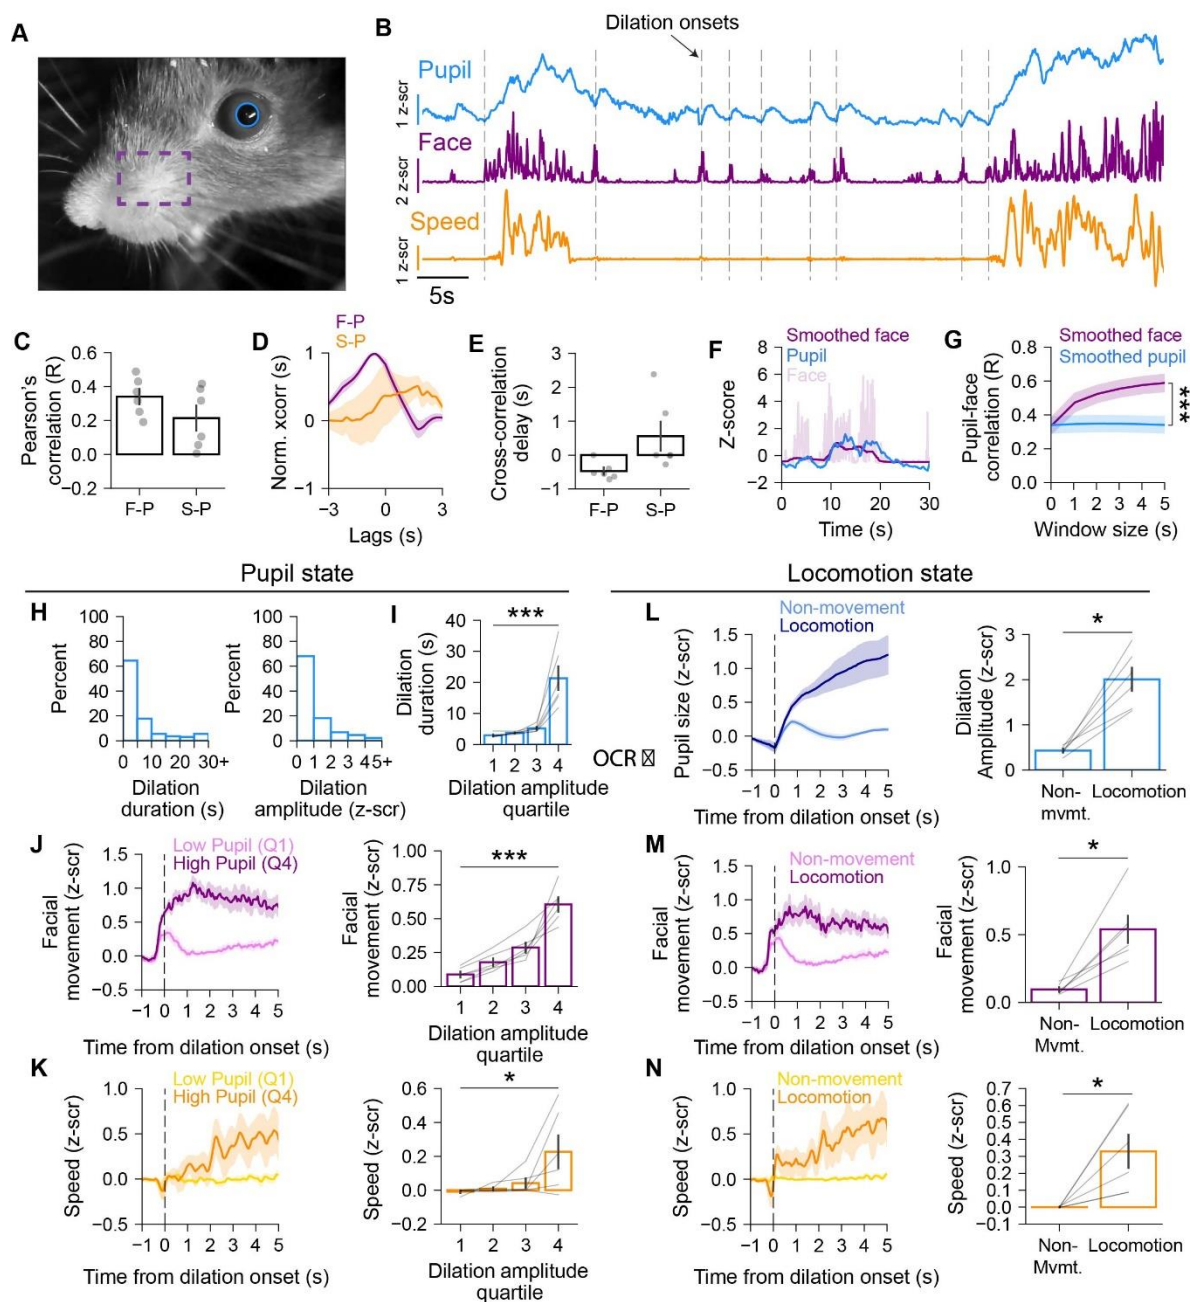 A
B
Dilation onsets
Pupil
1 z-scr
Face
2 z-scr
Speed
1 z-scr
5s
C
Pearson's
correlation (R)
0.6
0.4
0.2
0.0
−0.2
F-P
S-P
D
F-P
S-P
Norm. xcorr (s)
1
0
−1
−3
0
3
Lags (s)
E
Cross-correlation
delay (s)
3
2
1
0
−1
F-P
S-P
F
Smoothed face
Pupil
Face
Z-score
8
6
4
2
0
−2
0
10
20
30
Time (s)
G
Smoothed face
Smoothed pupil
Pupil-face
correlation (R)
0.8
0.6
0.4
0.2
0.0
***
0 1 2 3 4 5
Window size (s)
Pupil state
Locomotion state
H
Percent
100
80
60
40
20
0
0 10 20 30+
Dilation
duration (s)
Percent
100
80
60
40
20
0
0 1 2 3 4 5+
Dilation
amplitude (z-scr)
I
***
Dilation
duration (s)
40
30
20
10
0
1 2 3 4
Dilation amplitude
quartile
OCR
L
Non-movement
Locomotion
Pupil size (z-scr)
1.5
1.0
0.5
0.0
−0.5
−1 0 1 2 3 4 5
Time from dilation onset (s)
*
Dilation
Amplitude (z-scr)
3
2
1
0
Non-
mvmt.
Locomotion
J
Low Pupil (Q1)
High Pupil (Q4)
Facial
movement (z-scr)
1.5
1.0
0.5
0.0
−0.5
−1 0 1 2 3 4 5
Time from dilation onset (s)
***
Facial
movement (z-scr)
1.00
0.75
0.50
0.25
0.00
1 2 3 4
Dilation amplitude
quartile
M
Non-movement
Locomotion
Facial
movement (z-scr)
1.5
1.0
0.5
0.0
−0.5
−1 0 1 2 3 4 5
Time from dilation onset (s)
*
Facial
movement (z-scr)
1.0
0.5
0.0
Non-
Mvmt.
Locomotion
K
Low Pupil (Q1)
High Pupil (Q4)
Speed (z-scr)
1.0
0.5
0.0
−0.5
−1 0 1 2 3 4 5
Time from dilation onset (s)
*
Speed (z-scr)
0.6
0.4
0.2
0.0
−0.2
1 2 3 4
Dilation amplitude
quartile
N
Non-movement
Locomotion
Speed (z-scr)
1.0
0.5
0.0
−0.5
−1 0 1 2 3 4 5
Time from dilation onset (s)
*
Speed (z-scr)
0.7
0.6
0.5
0.4
0.3
0.2
0.1
0.0
−0.1
Non-
Mvmt.
Locomotion